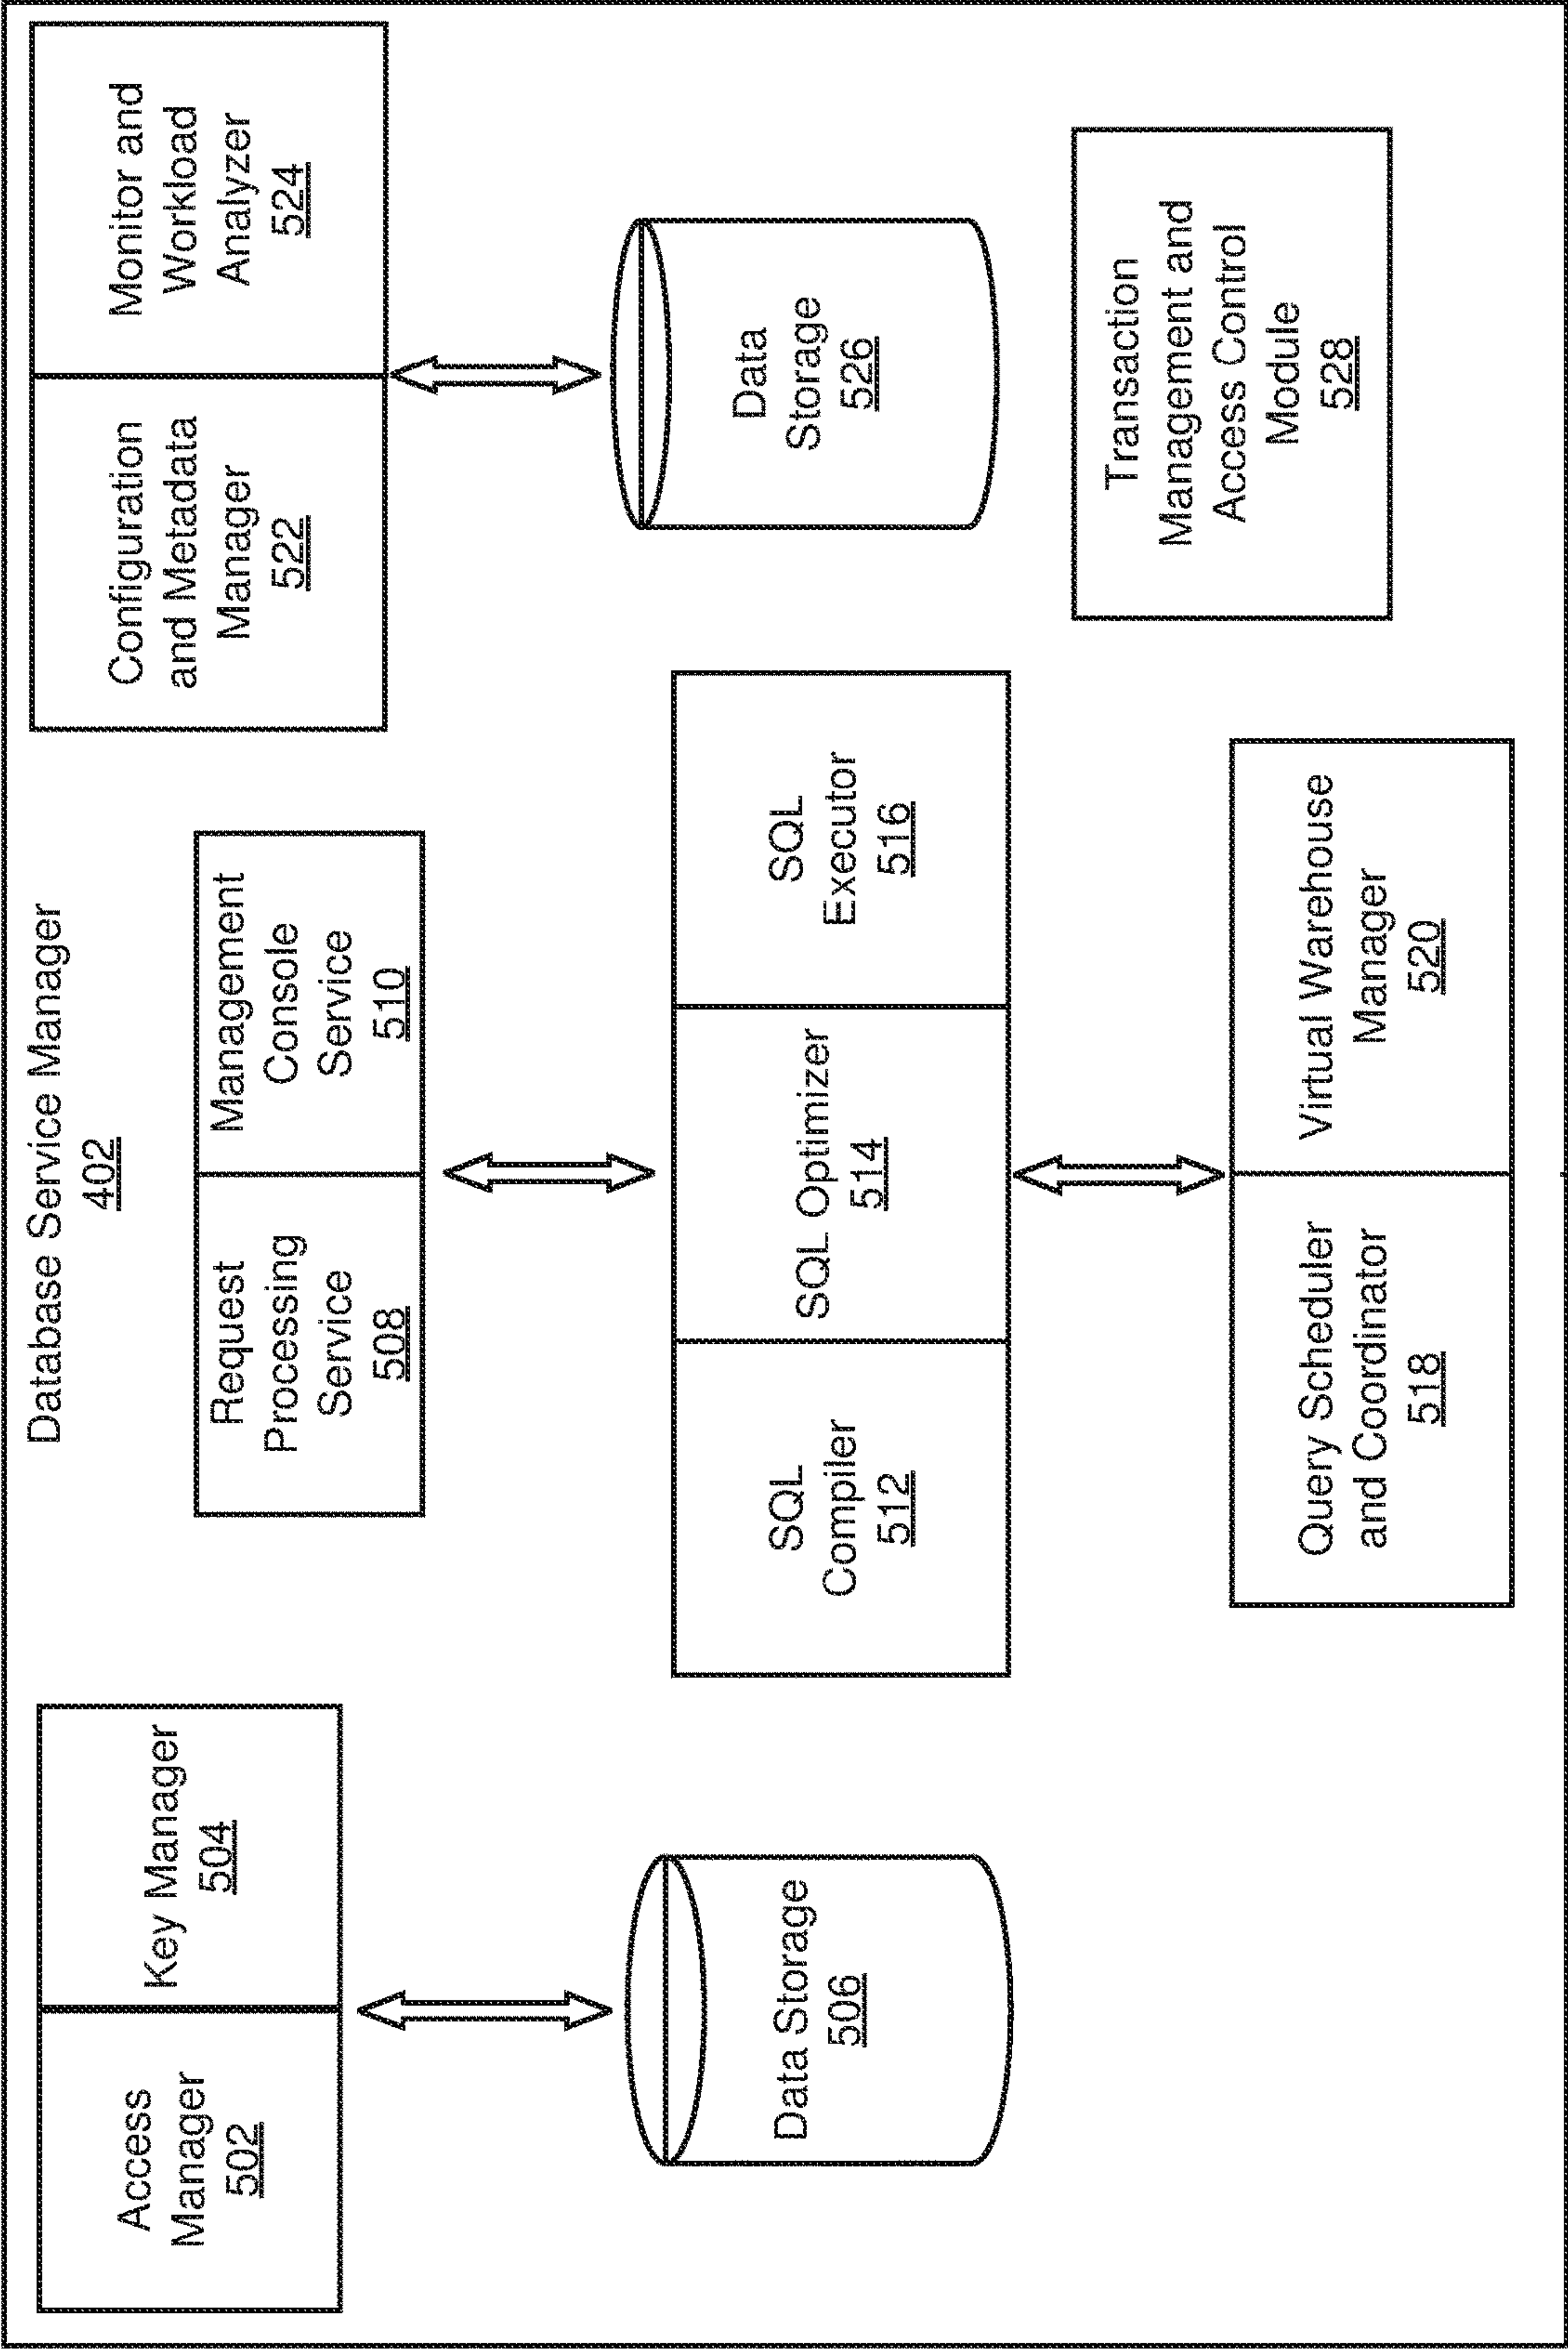 Database Service Manager
402
Access
Manager
502
Key Manager
504
Data Storage
506
Request
Processing
Service
508
Management
Console
Service
510
SQL
Compiler
512
SQL Optimizer
514
SQL
Executor
516
Query Scheduler
and Coordinator
518
Virtual Warehouse
Manager
520
Configuration
and Metadata
Manager
522
Monitor and
Workload
Analyzer
524
Data
Storage
526
Transaction
Management and
Access Control
Module
528